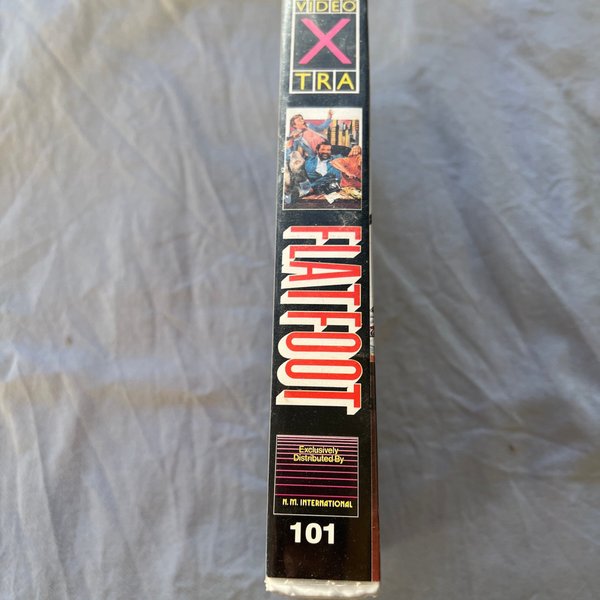 VIDEO
X
TRA
FLATFOOT
Exclusively
Distributed By
N.M. INTERNATIONAL
101